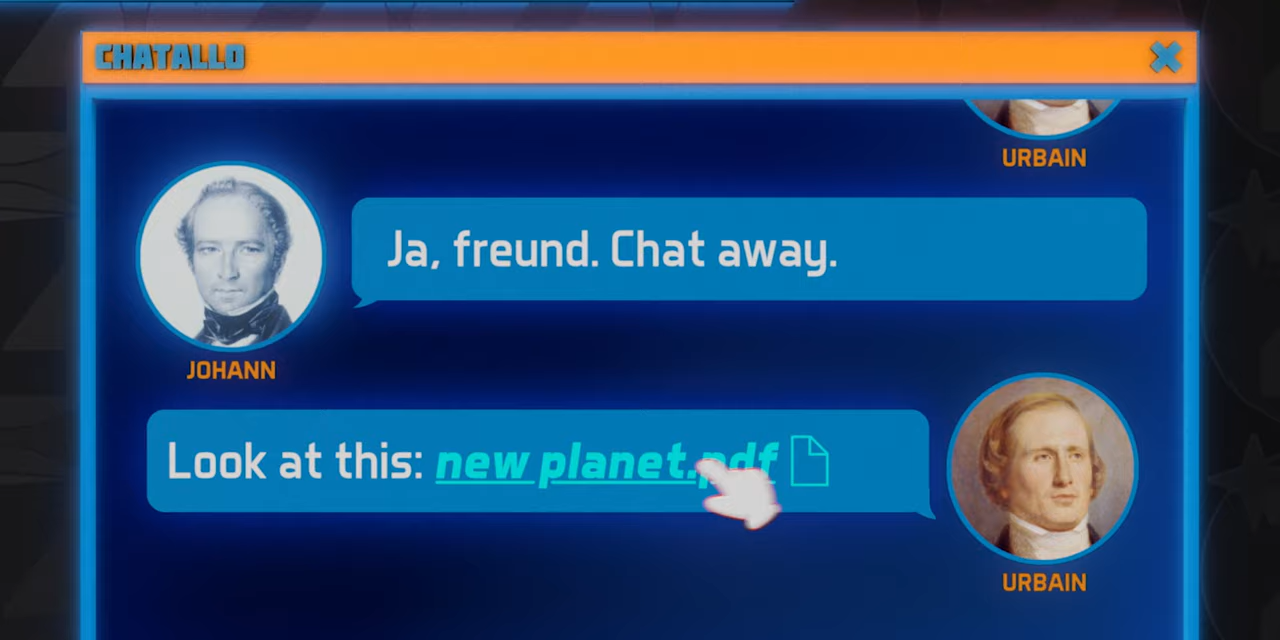 CHATALLO
URBAIN
Ja, freund. Chat away.
JOHANN
Look at this: new planet.pdf
URBAIN